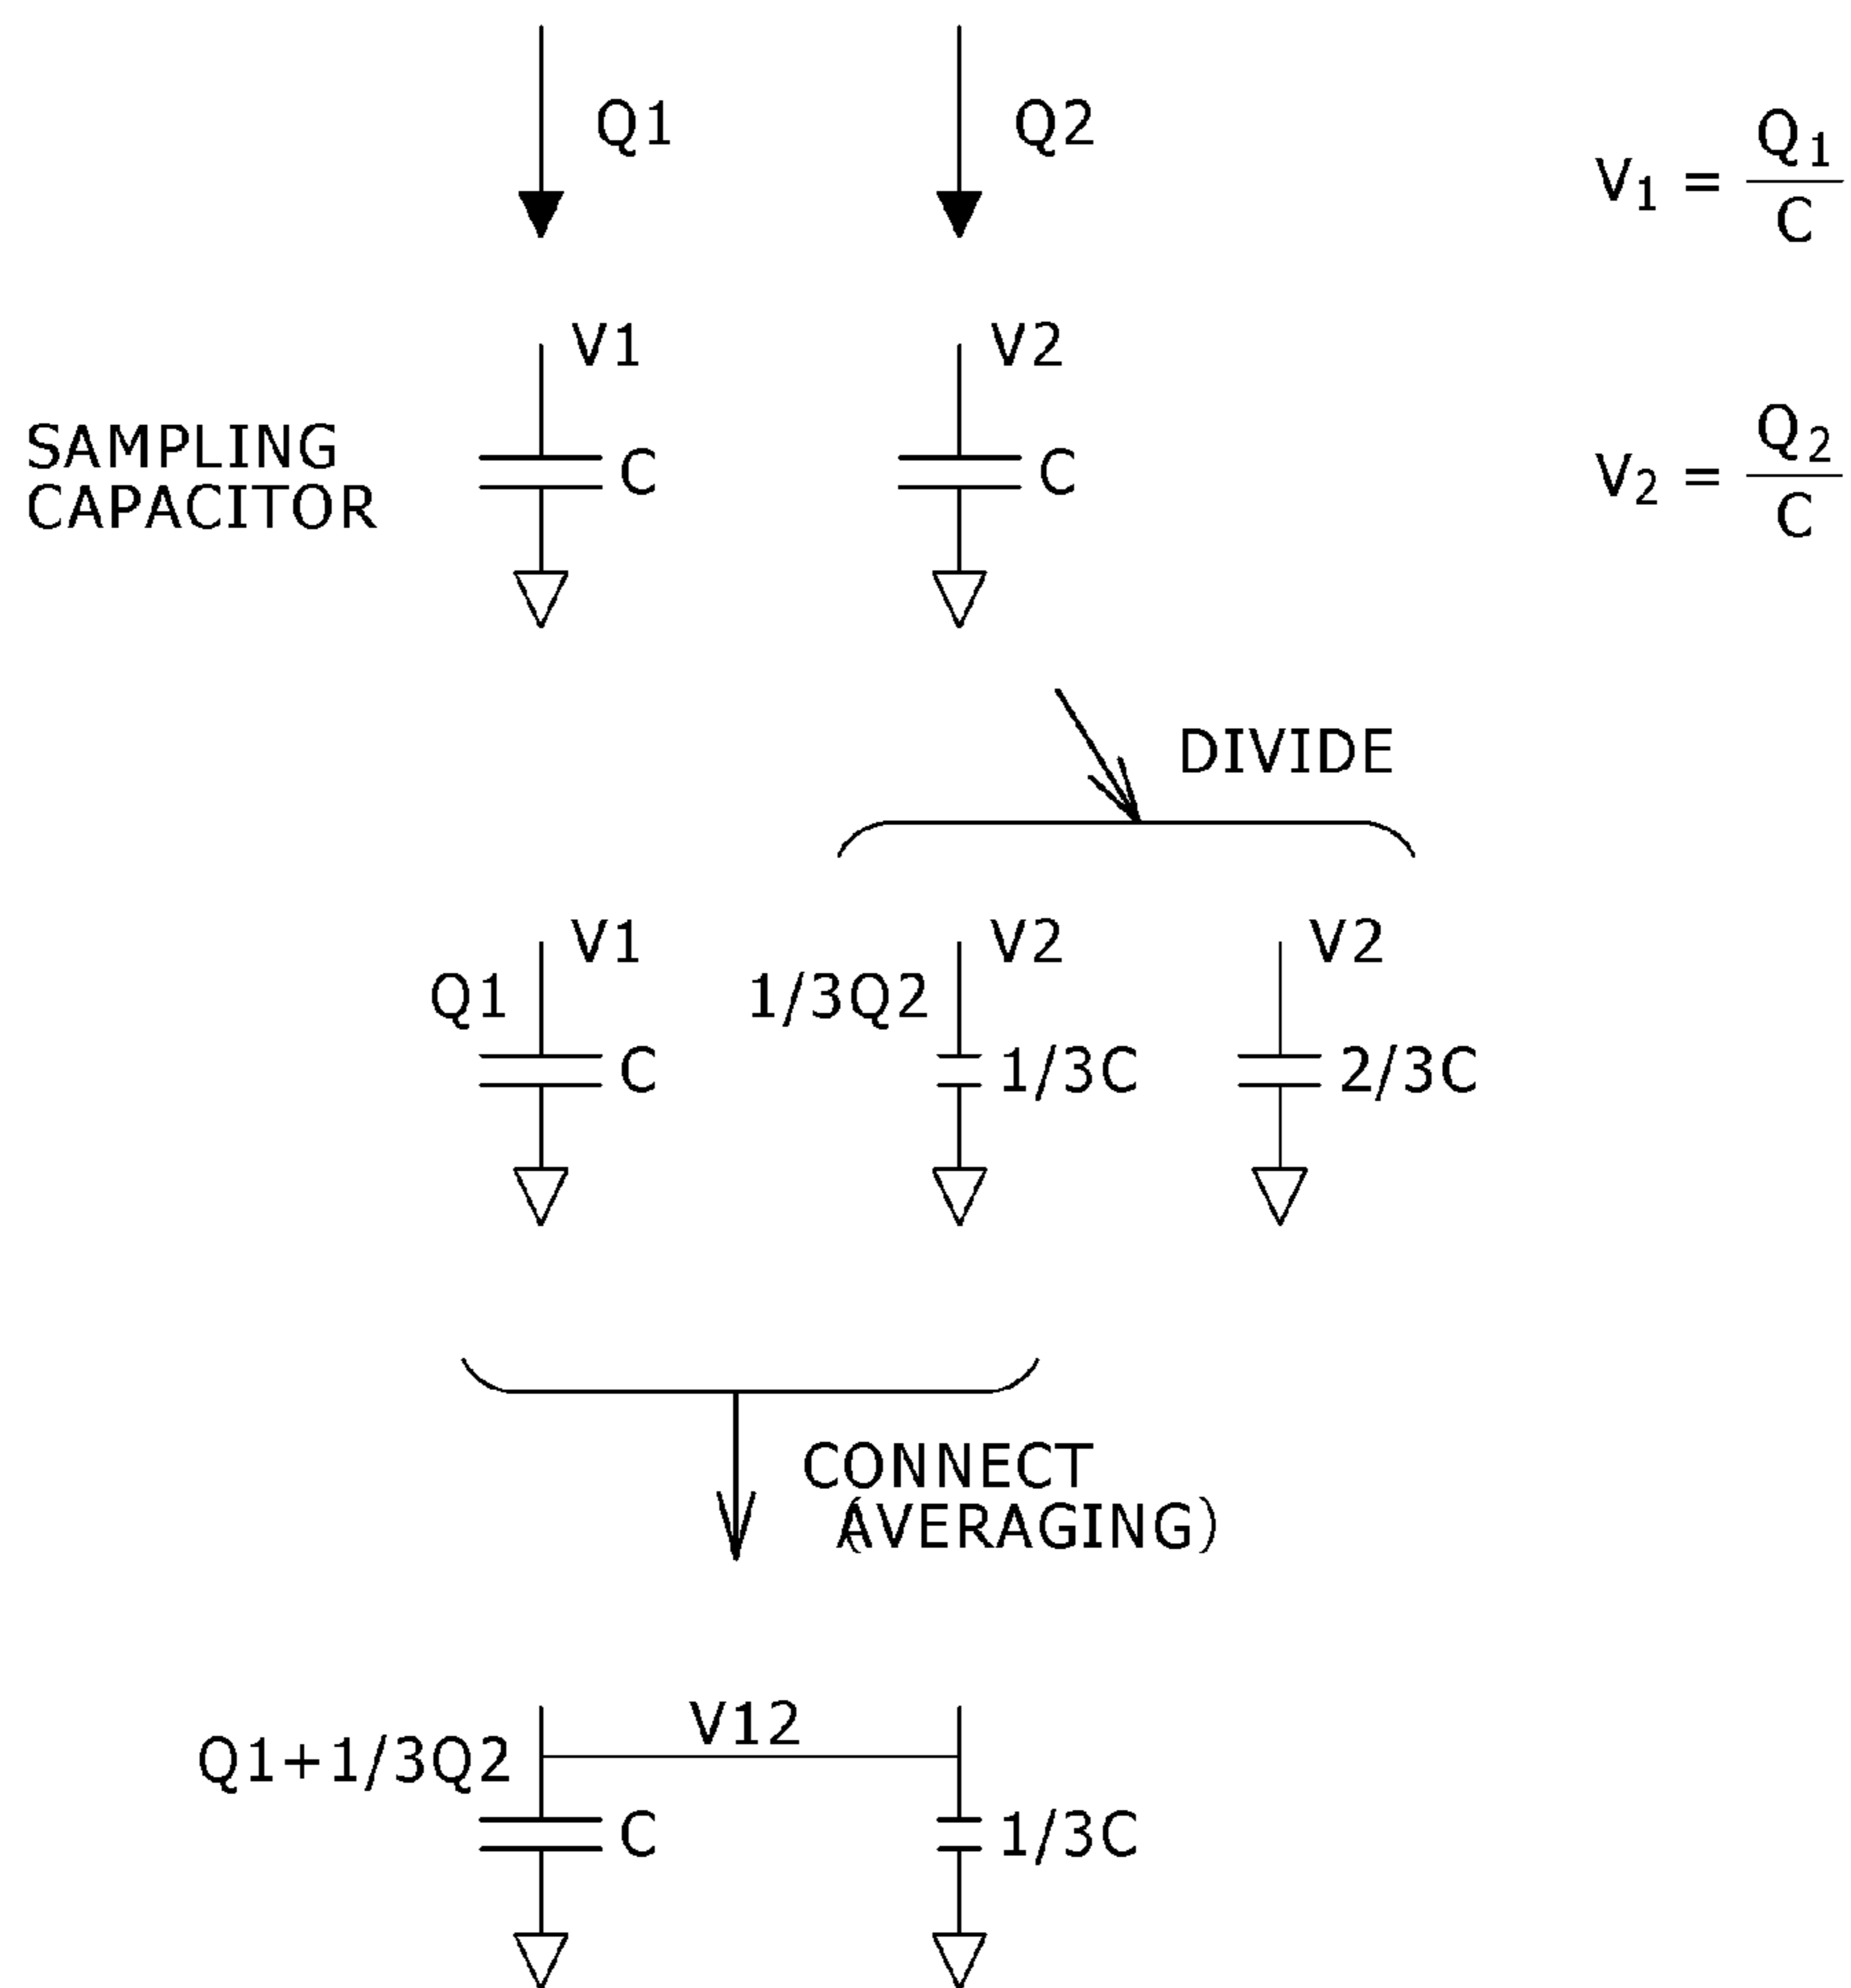 Q1
Q2
V₁ = Q₁/C
V1
V2
SAMPLING
CAPACITOR
C
C
V₂ = Q₂/C
DIVIDE
V1
V2
V2
Q1
1/3Q2
C
1/3C
2/3C
CONNECT
(AVERAGING)
V12
Q1+1/3Q2
C
1/3C